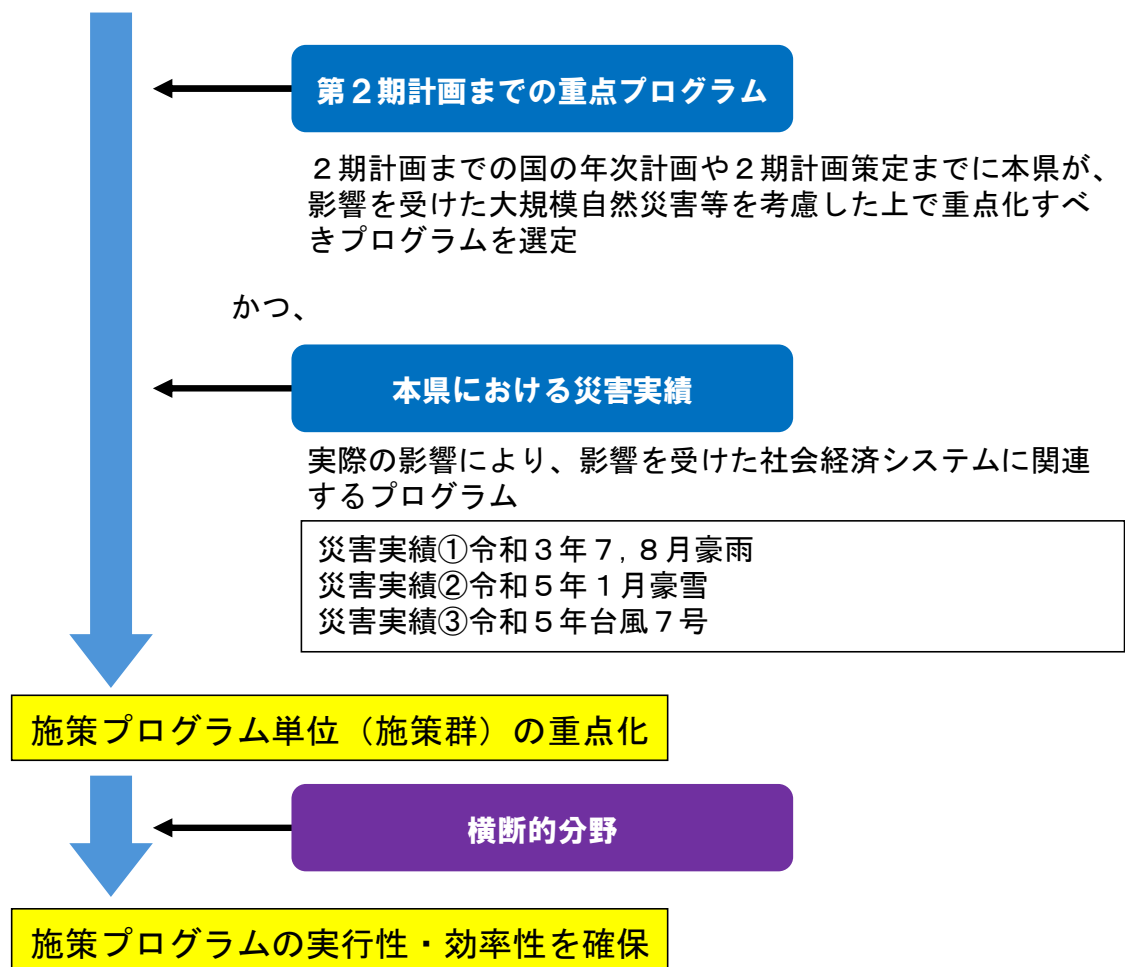 第２期計画までの重点プログラム
２期計画までの国の年次計画や２期計画策定までに本県が、
影響を受けた大規模自然災害等を考慮した上で重点化すべ
きプログラムを選定
かつ、
本県における災害実績
実際の影響により、影響を受けた社会経済システムに関連
するプログラム
災害実績①令和３年７,８月豪雨
災害実績②令和５年１月豪雪
災害実績③令和５年台風７号
施策プログラム単位（施策群）の重点化
横断的分野
施策プログラムの実行性・効率性を確保